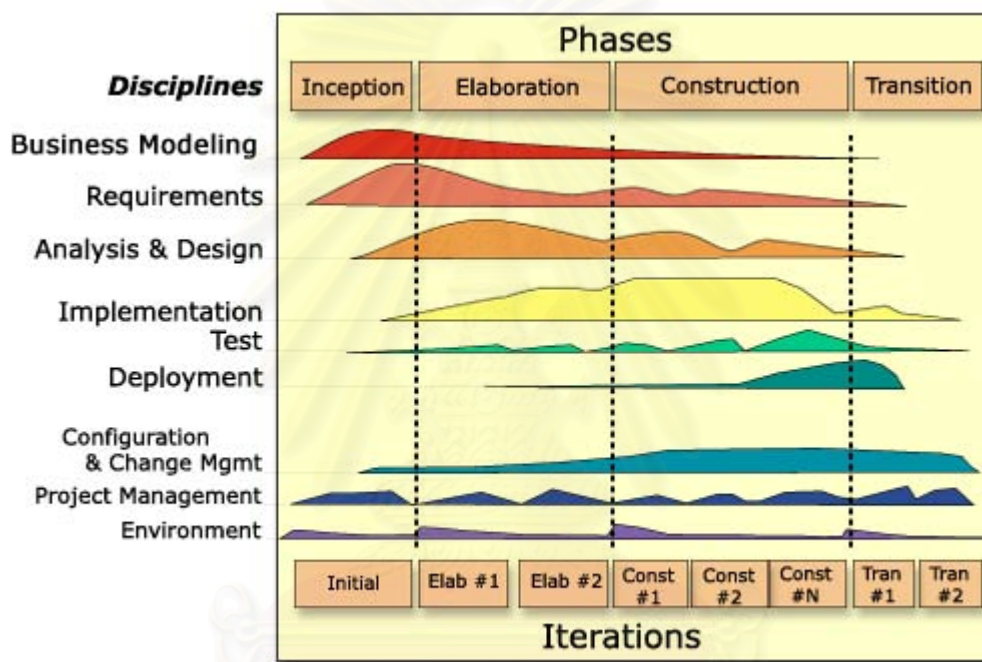 Phases
Disciplines
Inception Elaboration Construction Transition
Business Modeling
Requirements
Analysis & Design
Implementation
Test
Deployment
Configuration
& Change Mgmt
Project Management
Environment
Initial Elab #1 Elab #2 Const #1 Const #2 Const #N Tran #1 Tran #2
Iterations